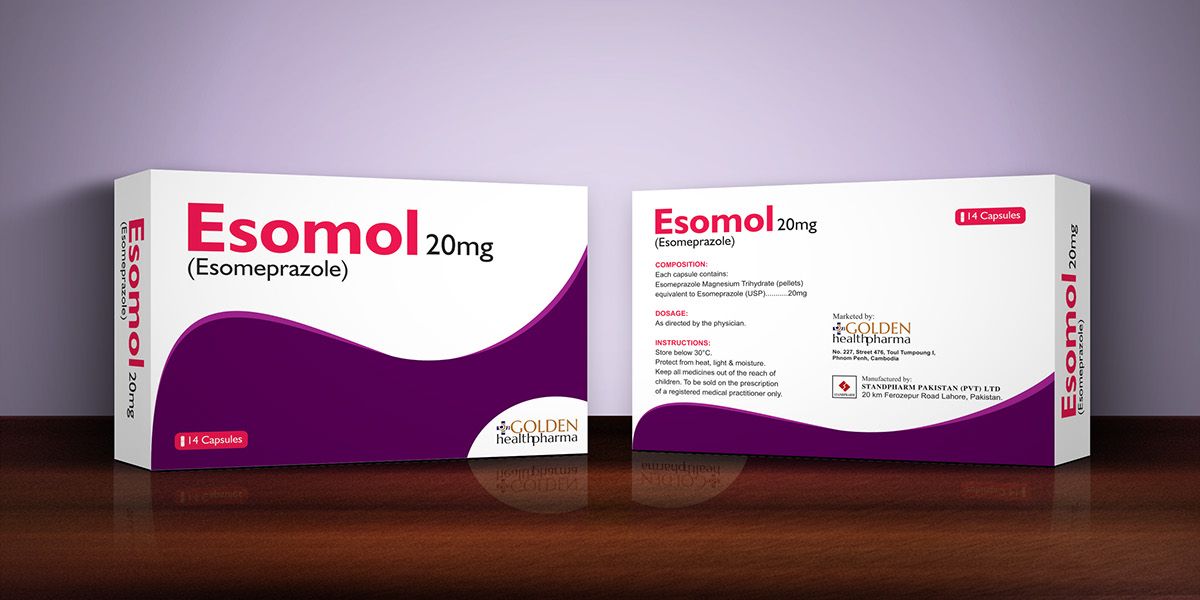 Esomol 20mg
(Esomeprazole)
Esomol 20mg
(Esomeprazole)
14 Capsules
GOLDEN
healthpharma
Esomol 20mg
(Esomeprazole)
14 Capsules
COMPOSITION:
Each capsule contains:
Esomeprazole Magnesium Trihydrate (pellets)
equivalent to Esomeprazole (USP)...........20mg
DOSAGE:
As directed by the physician.
INSTRUCTIONS:
Store below 30°C.
Protect from heat, light & moisture.
Keep all medicines out of the reach of
children. To be sold on the prescription
of a registered medical practitioner only.
Marketed by:
GOLDEN
healthpharma
No. 227, Street 476, Toul Tumpoung I,
Phnom Penh, Cambodia
Manufactured by:
STANDPHARM PAKISTAN (PVT) LTD
20 km Ferozepur Road Lahore, Pakistan.
STANDPHARM
Esomol 20mg
(Esomeprazole)